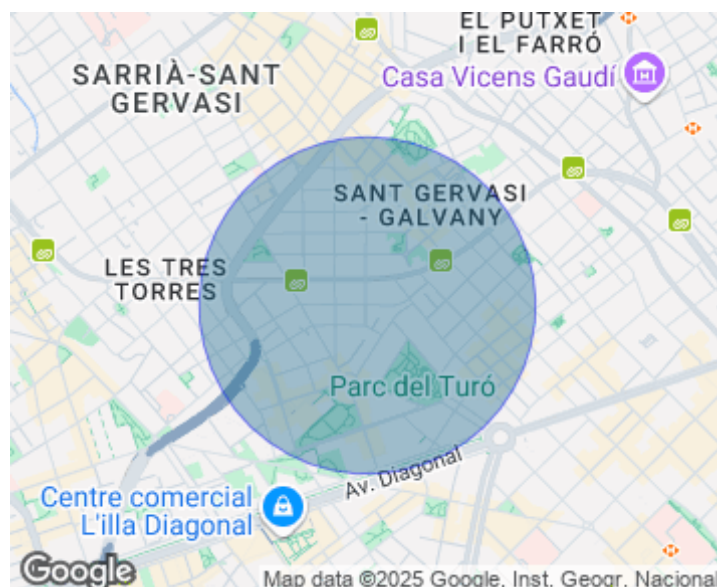 EL PUTXET
I EL FARRÓ
SARRIÀ-SANT
GERVASI
Casa Vicens Gaudí
SANT GERVASI
- GALVANY
LES TRES
TORRES
Parc del Turó
Av. Diagonal
Centre comercial
L'illa Diagonal
Google
Map data ©2025 Google, Inst. Geogr. Nacional